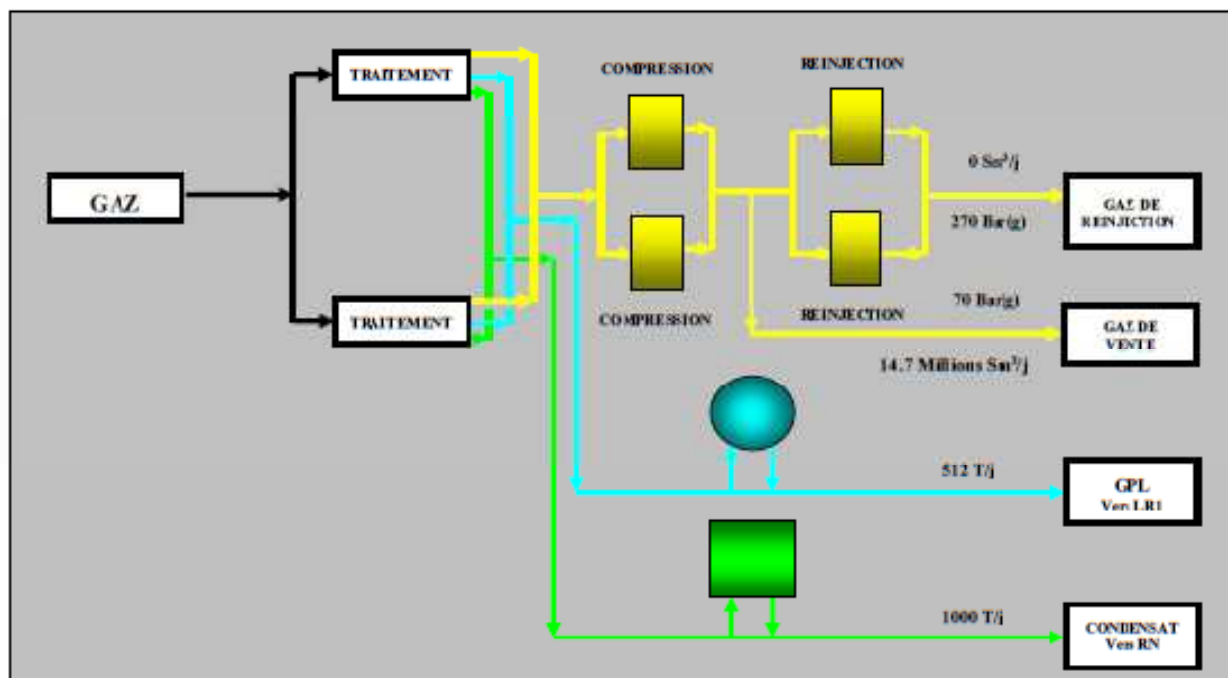 TRAITEMENT
COMPRESSION
REINJECTION
GAZ
0 Sm³/j
GAZ DE
REINJECTION
270 Bar(g)
TRAITEMENT
COMPRESSION
REINJECTION
70 Bar(g)
GAZ DE
VENTE
14.7 Millions Sm³/j
512 T/j
GPL
Vers LR1
1000 T/j
CONDENSAT
Vers RN